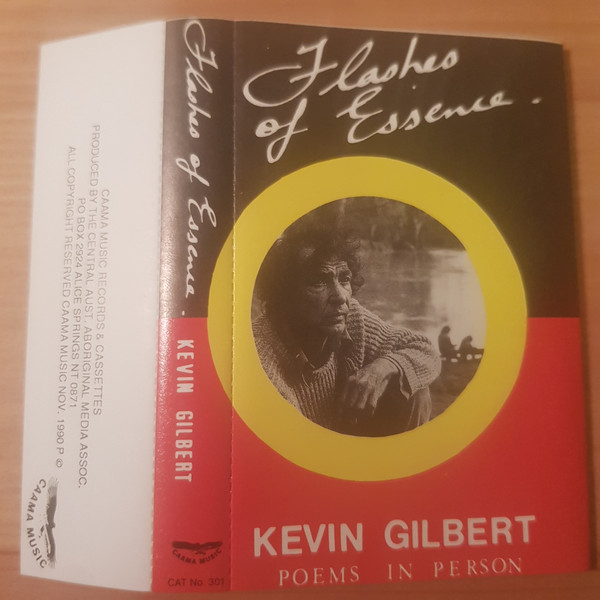 CAAMA MUSIC RECORDS & CASSETTES
PRODUCED BY THE CENTRAL AUST. ABORIGINAL MEDIA ASSOC.
PO BOX 2924 ALICE SPRINGS NT 0871
ALL COPYRIGHT RESERVED CAAMA MUSIC NOV. 1990 P ©
CAAMA MUSIC
Flashes of Essence. KEVIN GILBERT
CAAMA MUSIC
CAT No. 301
Flashes
of Essence.
KEVIN GILBERT
POEMS IN PERSON